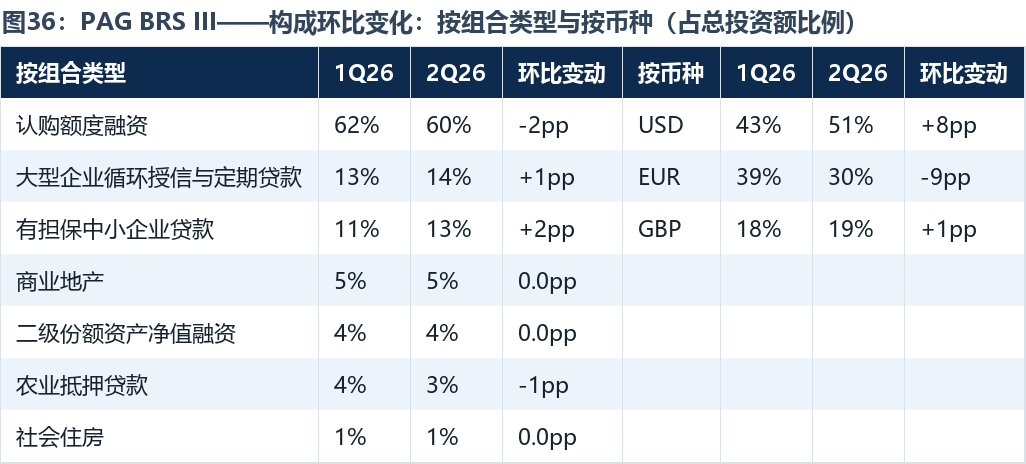 图36：PAG BRS III——构成环比变化：按组合类型与按币种（占总投资额比例）
按组合类型 1Q26 2Q26 环比变动 按币种 1Q26 2Q26 环比变动
认购额度融资 62% 60% -2pp USD 43% 51% +8pp
大型企业循环授信与定期贷款 13% 14% +1pp EUR 39% 30% -9pp
有担保中小企业贷款 11% 13% +2pp GBP 18% 19% +1pp
商业地产 5% 5% 0.0pp
二级份额资产净值融资 4% 4% 0.0pp
农业抵押贷款 4% 3% -1pp
社会住房 1% 1% 0.0pp